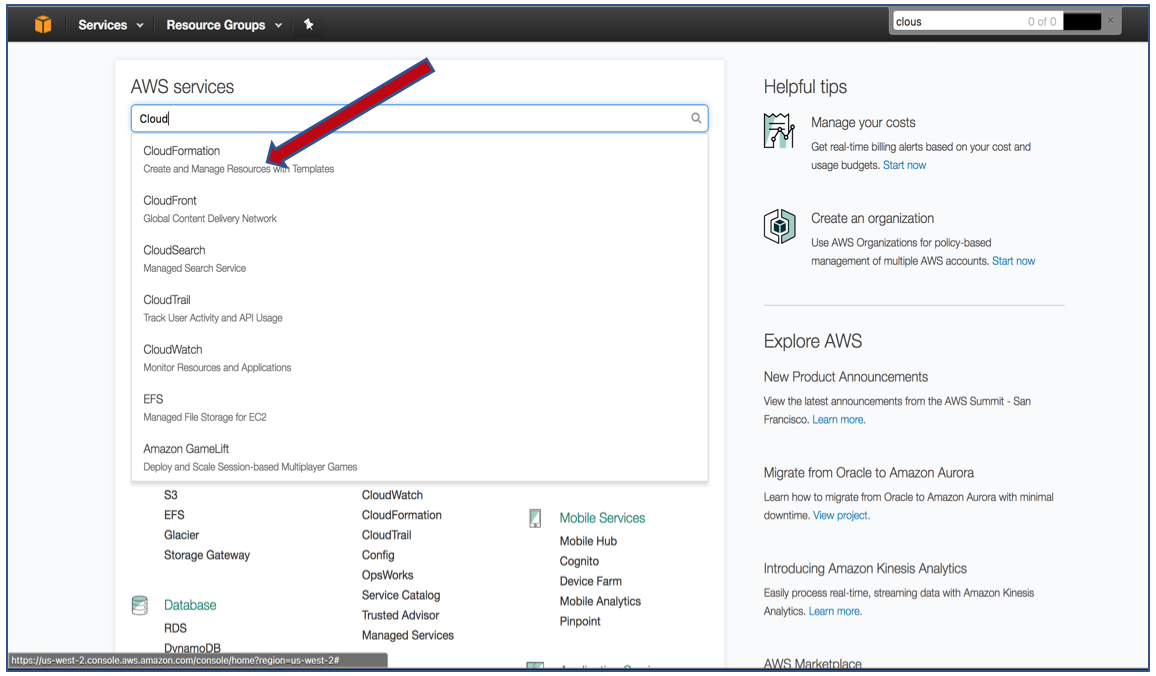 Services
Resource Groups
clous
0 of 0
×
AWS services
Cloud
CloudFormation
Create and Manage Resources with Templates
CloudFront
Global Content Delivery Network
CloudSearch
Managed Search Service
CloudTrail
Track User Activity and API Usage
CloudWatch
Monitor Resources and Applications
EFS
Managed File Storage for EC2
Amazon GameLift
Deploy and Scale Session-based Multiplayer Games
S3
EFS
Glacier
Storage Gateway
Database
RDS
DynamoDB
CloudWatch
CloudFormation
CloudTrail
Config
OpsWorks
Service Catalog
Trusted Advisor
Managed Services
Mobile Services
Mobile Hub
Cognito
Device Farm
Mobile Analytics
Pinpoint
Helpful tips
Manage your costs
Get real-time billing alerts based on your cost and
usage budgets. Start now
Create an organization
Use AWS Organizations for policy-based
management of multiple AWS accounts. Start now
Explore AWS
New Product Announcements
View the latest announcements from the AWS Summit - San
Francisco. Learn more.
Migrate from Oracle to Amazon Aurora
Learn how to migrate from Oracle to Amazon Aurora with minimal
downtime. View project.
Introducing Amazon Kinesis Analytics
Easily process real-time, streaming data with Amazon Kinesis
Analytics. Learn more.
AWS Marketplace
https://us-west-2.console.aws.amazon.com/console/home?region=us-west-2#